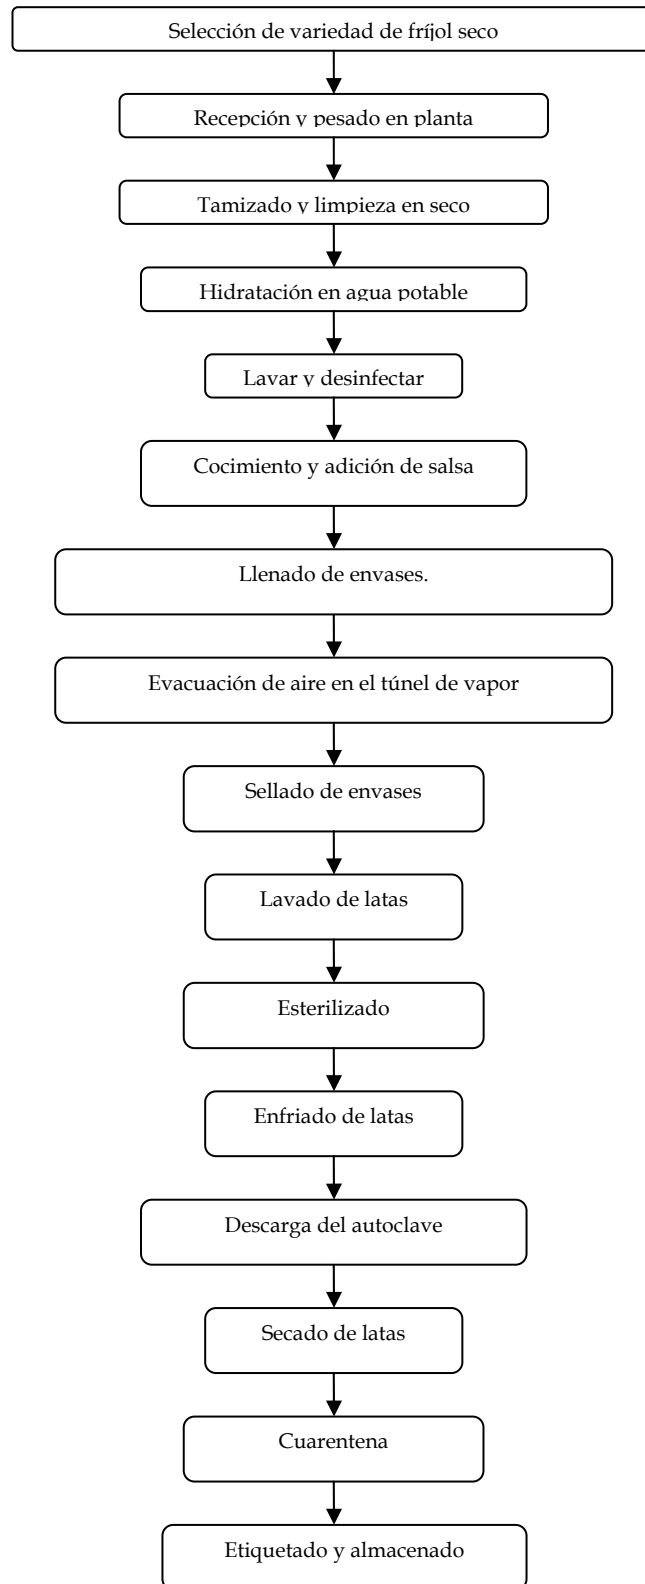 Selección de variedad de fríjol seco
Recepción y pesado en planta
Tamizado y limpieza en seco
Hidratación en agua potable
Lavar y desinfectar
Cocimiento y adición de salsa
Llenado de envases.
Evacuación de aire en el túnel de vapor
Sellado de envases
Lavado de latas
Esterilizado
Enfriado de latas
Descarga del autoclave
Secado de latas
Cuarentena
Etiquetado y almacenado